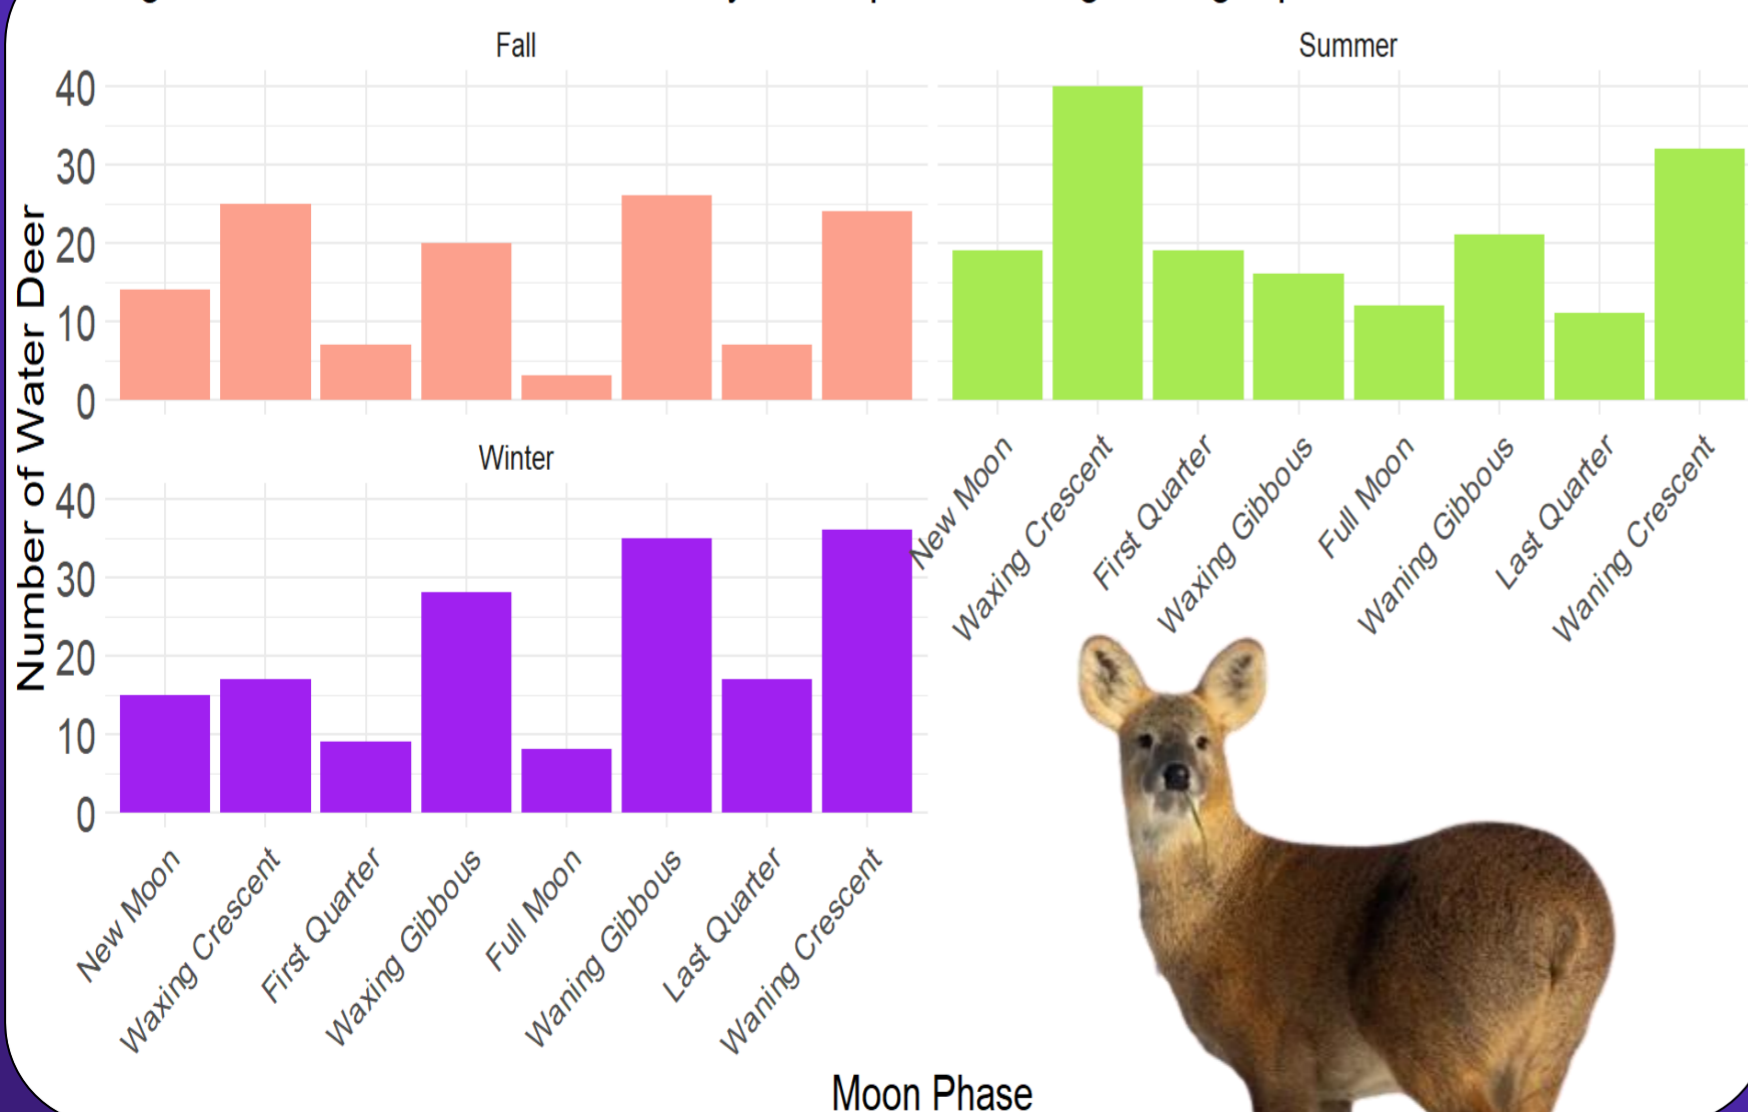 Fall
Summer
40
30
20
10
0
Number of Water Deer
New Moon
Waxing Crescent
First Quarter
Waxing Gibbous
Full Moon
Waning Gibbous
Last Quarter
Waning Crescent
Winter
40
30
20
10
0
New Moon
Waxing Crescent
First Quarter
Waxing Gibbous
Full Moon
Waning Gibbous
Last Quarter
Waning Crescent
Moon Phase